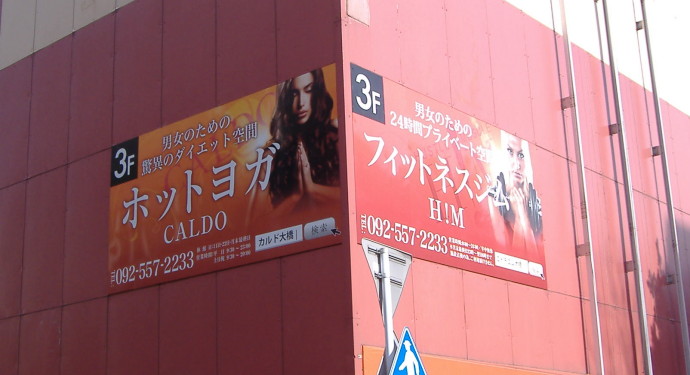 3F
男女のための
驚異のダイエット空間
ホットヨガ
CALDO
TEL 092-557-2233
カルド大橋
検索
3F
男女のための
24時間プライベート空間
フィットネスジム
H!M
TEL 092-557-2233